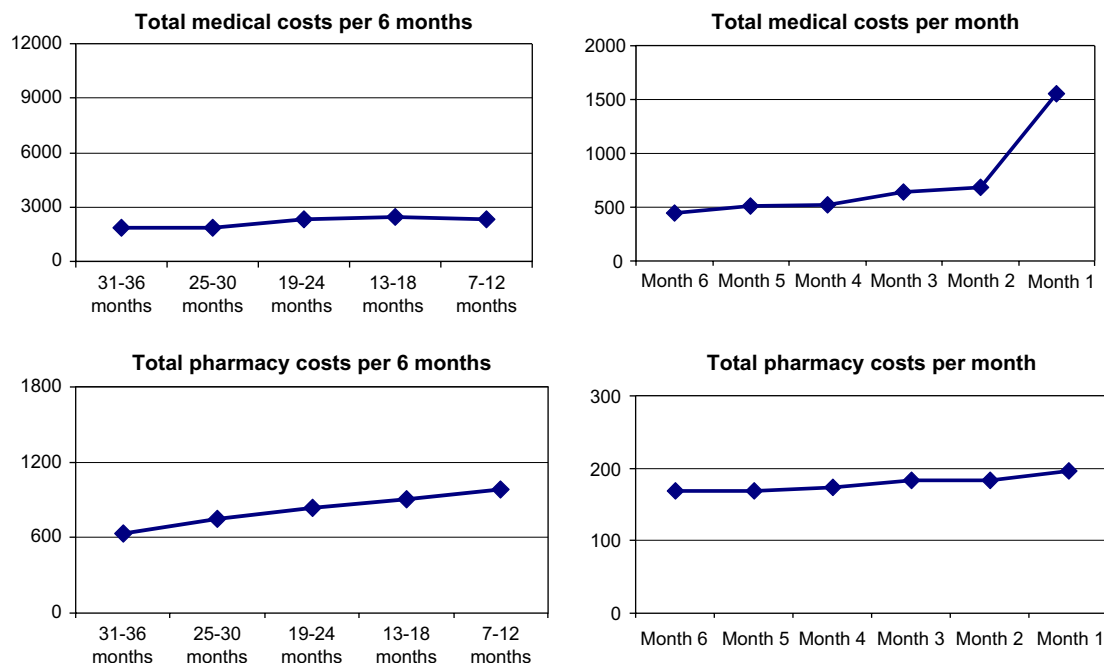 Total medical costs per 6 months
12000
9000
6000
3000
0
31-36 months
25-30 months
19-24 months
13-18 months
7-12 months
Total medical costs per month
2000
1500
1000
500
0
Month 6
Month 5
Month 4
Month 3
Month 2
Month 1
Total pharmacy costs per 6 months
1800
1200
600
0
31-36 months
25-30 months
19-24 months
13-18 months
7-12 months
Total pharmacy costs per month
300
200
100
0
Month 6
Month 5
Month 4
Month 3
Month 2
Month 1